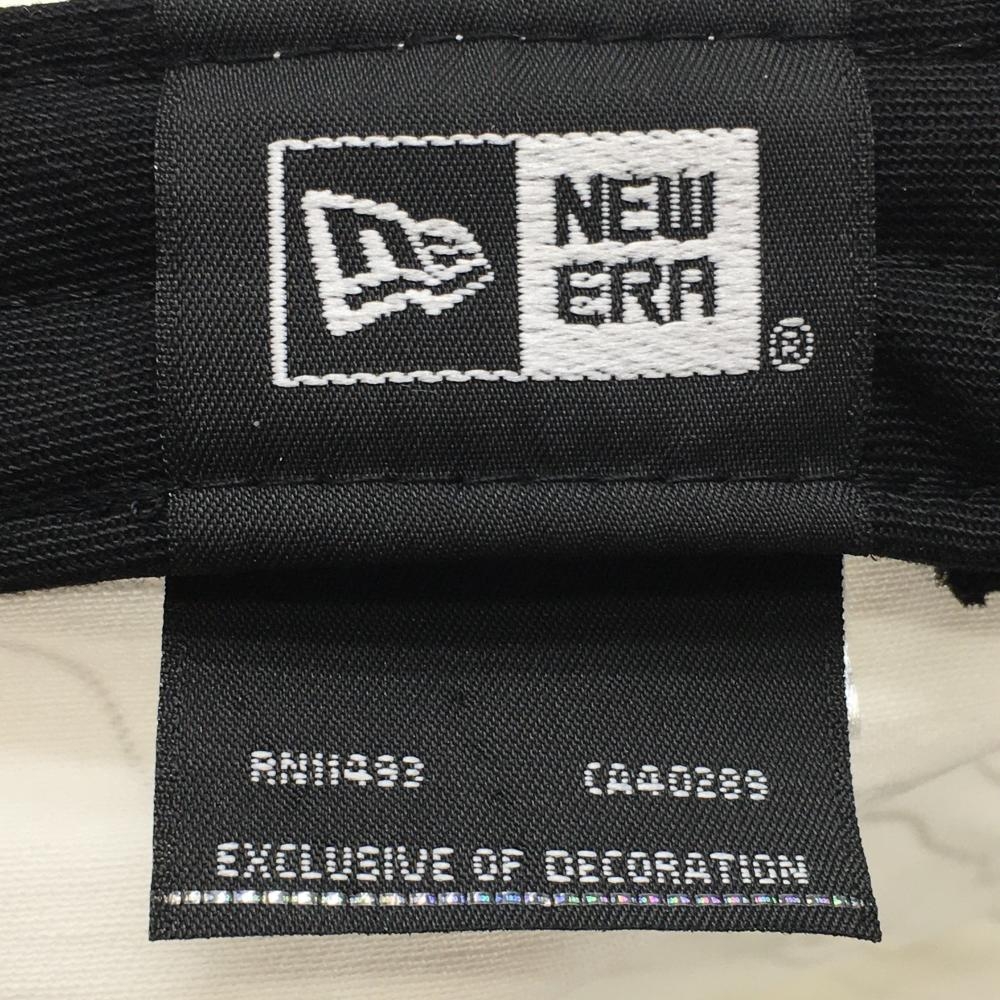 NEW
ERA
®
RN11493 CA40289
EXCLUSIVE OF DECORATION